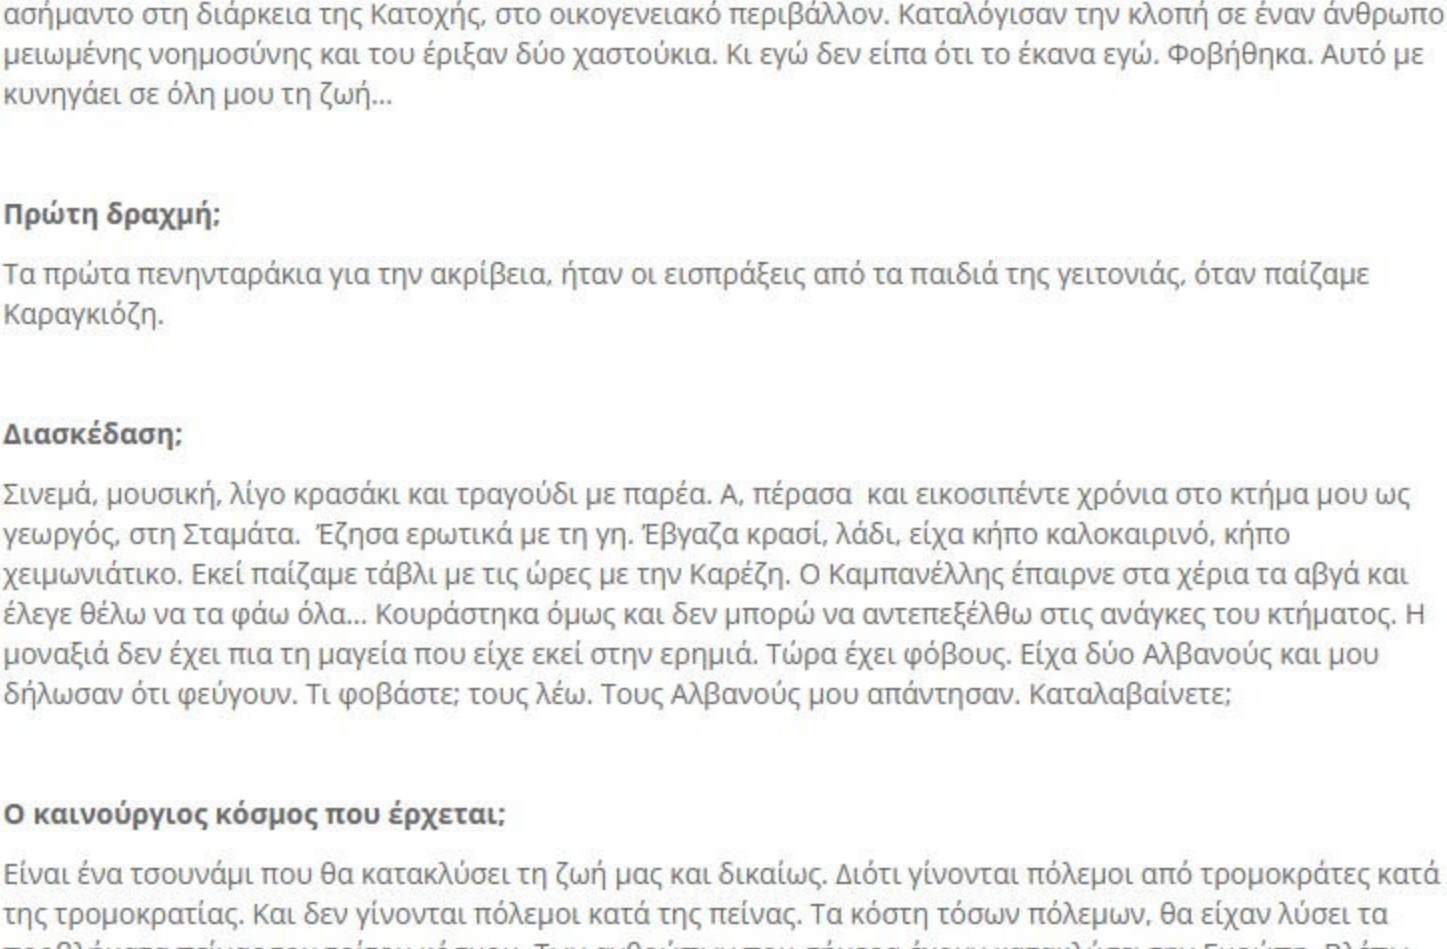 ασήμαντο στη διάρκεια της Κατοχής, στο οικογενειακό περιβάλλον. Καταλόγισαν την κλοπή σε έναν άνθρωπο
μειωμένης νοημοσύνης και του έριξαν δύο χαστούκια. Κι εγώ δεν είπα ότι το έκανα εγώ. Φοβήθηκα. Αυτό με
κυνηγάει σε όλη μου τη ζωή...
Πρώτη δραχμή;
Τα πρώτα πενηνταράκια για την ακρίβεια, ήταν οι εισπράξεις από τα παιδιά της γειτονιάς, όταν παίζαμε
Καραγκιόζη.
Διασκέδαση;
Σινεμά, μουσική, λίγο κρασάκι και τραγούδι με παρέα. Α, πέρασα  και εικοσιπέντε χρόνια στο κτήμα μου ως
γεωργός, στη Σταμάτα.  Έζησα ερωτικά με τη γη. Έβγαζα κρασί, λάδι, είχα κήπο καλοκαιρινό, κήπο
χειμωνιάτικο. Εκεί παίζαμε τάβλι με τις ώρες με την Καρέζη. Ο Καμπανέλλης έπαιρνε στα χέρια τα αβγά και
έλεγε θέλω να τα φάω όλα... Κουράστηκα όμως και δεν μπορώ να αντεπεξέλθω στις ανάγκες του κτήματος. Η
μοναξιά δεν έχει πια τη μαγεία που είχε εκεί στην ερημιά. Τώρα έχει φόβους. Είχα δύο Αλβανούς και μου
δήλωσαν ότι φεύγουν. Τι φοβάστε; τους λέω. Τους Αλβανούς μου απάντησαν. Καταλαβαίνετε;
Ο καινούργιος κόσμος που έρχεται;
Είναι ένα τσουνάμι που θα κατακλύσει τη ζωή μας και δικαίως. Διότι γίνονται πόλεμοι από τρομοκράτες κατά
της τρομοκρατίας. Και δεν γίνονται πόλεμοι κατά της πείνας. Τα κόστη τόσων πολέμων, θα είχαν λύσει τα